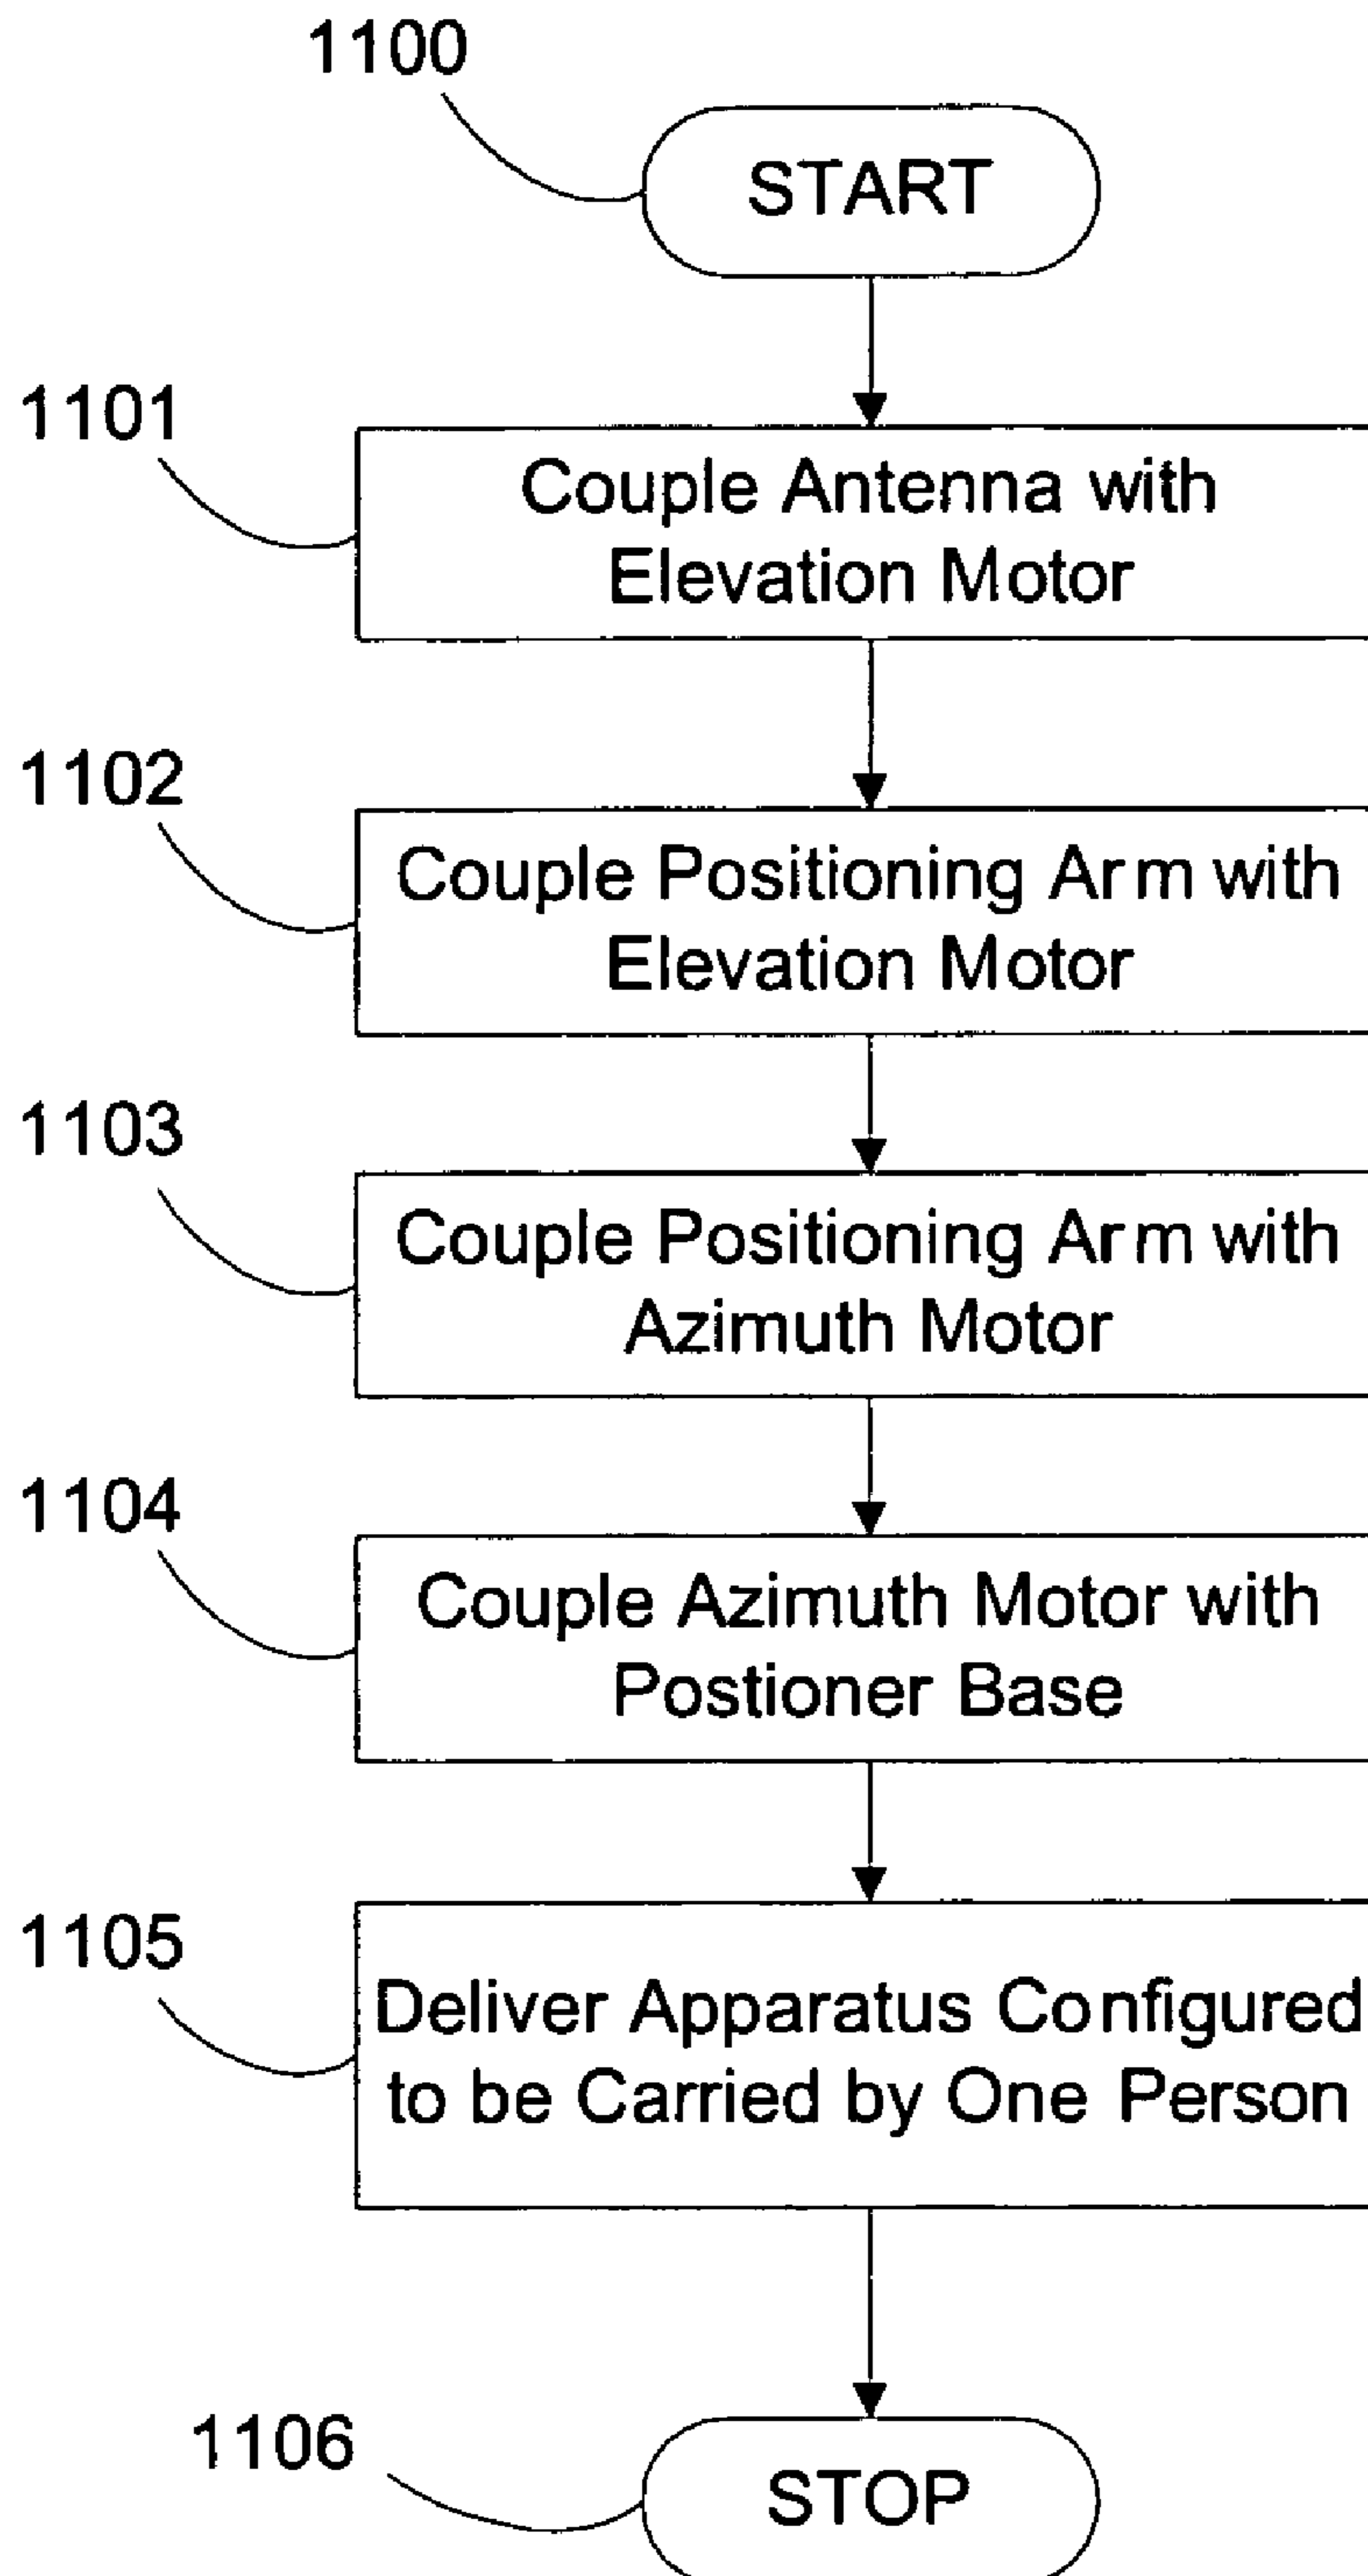 1100
START
1101
Couple Antenna with
Elevation Motor
1102
Couple Positioning Arm with
Elevation Motor
1103
Couple Positioning Arm with
Azimuth Motor
1104
Couple Azimuth Motor with
Postioner Base
1105
Deliver Apparatus Configured
to be Carried by One Person
1106
STOP